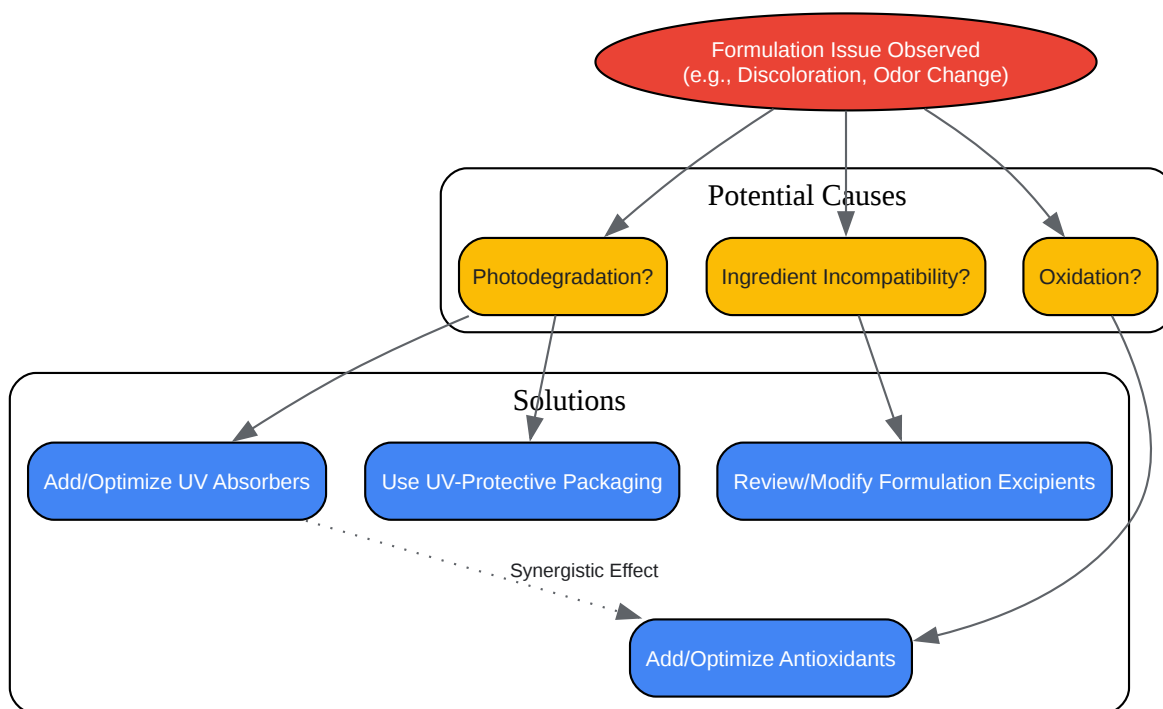 Formulation Issue Observed
(e.g., Discoloration, Odor Change)
Potential Causes
Photodegradation?
Ingredient Incompatibility?
Oxidation?
Solutions
Add/Optimize UV Absorbers
Use UV-Protective Packaging
Review/Modify Formulation Excipients
Synergistic Effect
Add/Optimize Antioxidants